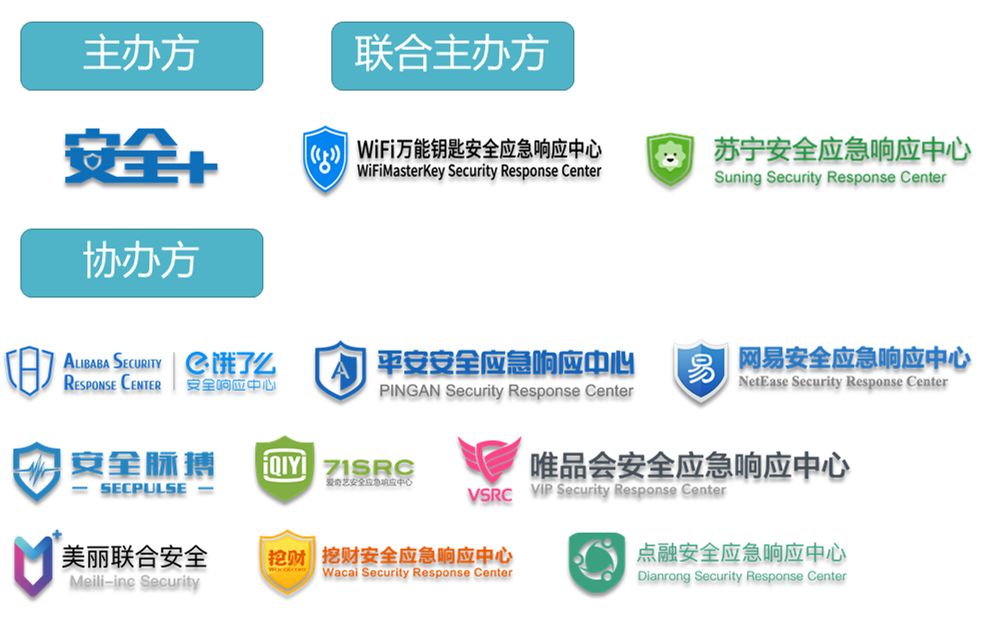 主办方
联合主办方
安全+
WiFi万能钥匙安全应急响应中心
WiFiMasterKey Security Response Center
苏宁安全应急响应中心
Suning Security Response Center
协办方
ALIBABA SECURITY
RESPONSE CENTER
饿了么
安全响应中心
平安安全应急响应中心
PINGAN Security Response Center
易
网易安全应急响应中心
NetEase Security Response Center
安全脉搏
SECPULSE
iQIYI
71SRC
爱奇艺安全应急响应中心
VSRC
唯品会安全应急响应中心
VIP Security Response Center
美丽联合安全
Meili-inc Security
挖财
WACAI.COM
挖财安全应急响应中心
Wacai Security Response Center
点融安全应急响应中心
Dianrong Security Response Center